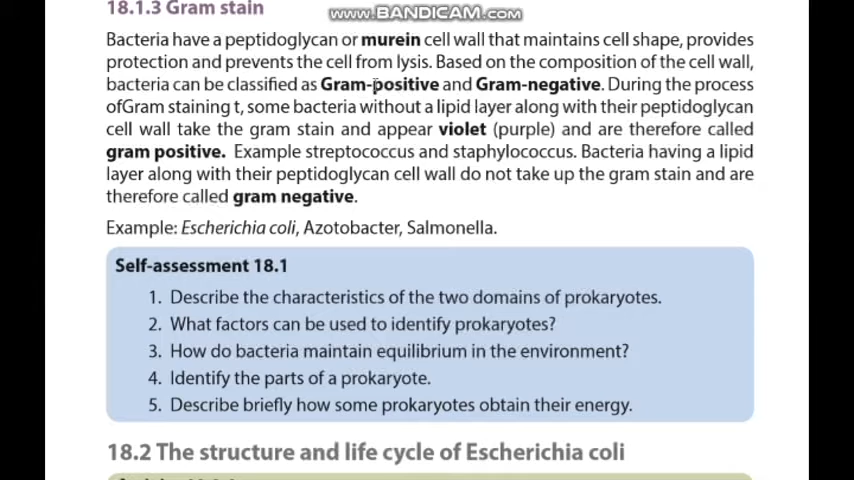 18.1.3 Gram stain
www.BANDICAM.com
Bacteria have a peptidoglycan or murein cell wall that maintains cell shape, provides
protection and prevents the cell from lysis. Based on the composition of the cell wall,
bacteria can be classified as Gram-positive and Gram-negative. During the process
ofGram staining t, some bacteria without a lipid layer along with their peptidoglycan
cell wall take the gram stain and appear violet (purple) and are therefore called
gram positive. Example streptococcus and staphylococcus. Bacteria having a lipid
layer along with their peptidoglycan cell wall do not take up the gram stain and are
therefore called gram negative.
Example: Escherichia coli, Azotobacter, Salmonella.
Self-assessment 18.1
1. Describe the characteristics of the two domains of prokaryotes.
2. What factors can be used to identify prokaryotes?
3. How do bacteria maintain equilibrium in the environment?
4. Identify the parts of a prokaryote.
5. Describe briefly how some prokaryotes obtain their energy.
18.2 The structure and life cycle of Escherichia coli